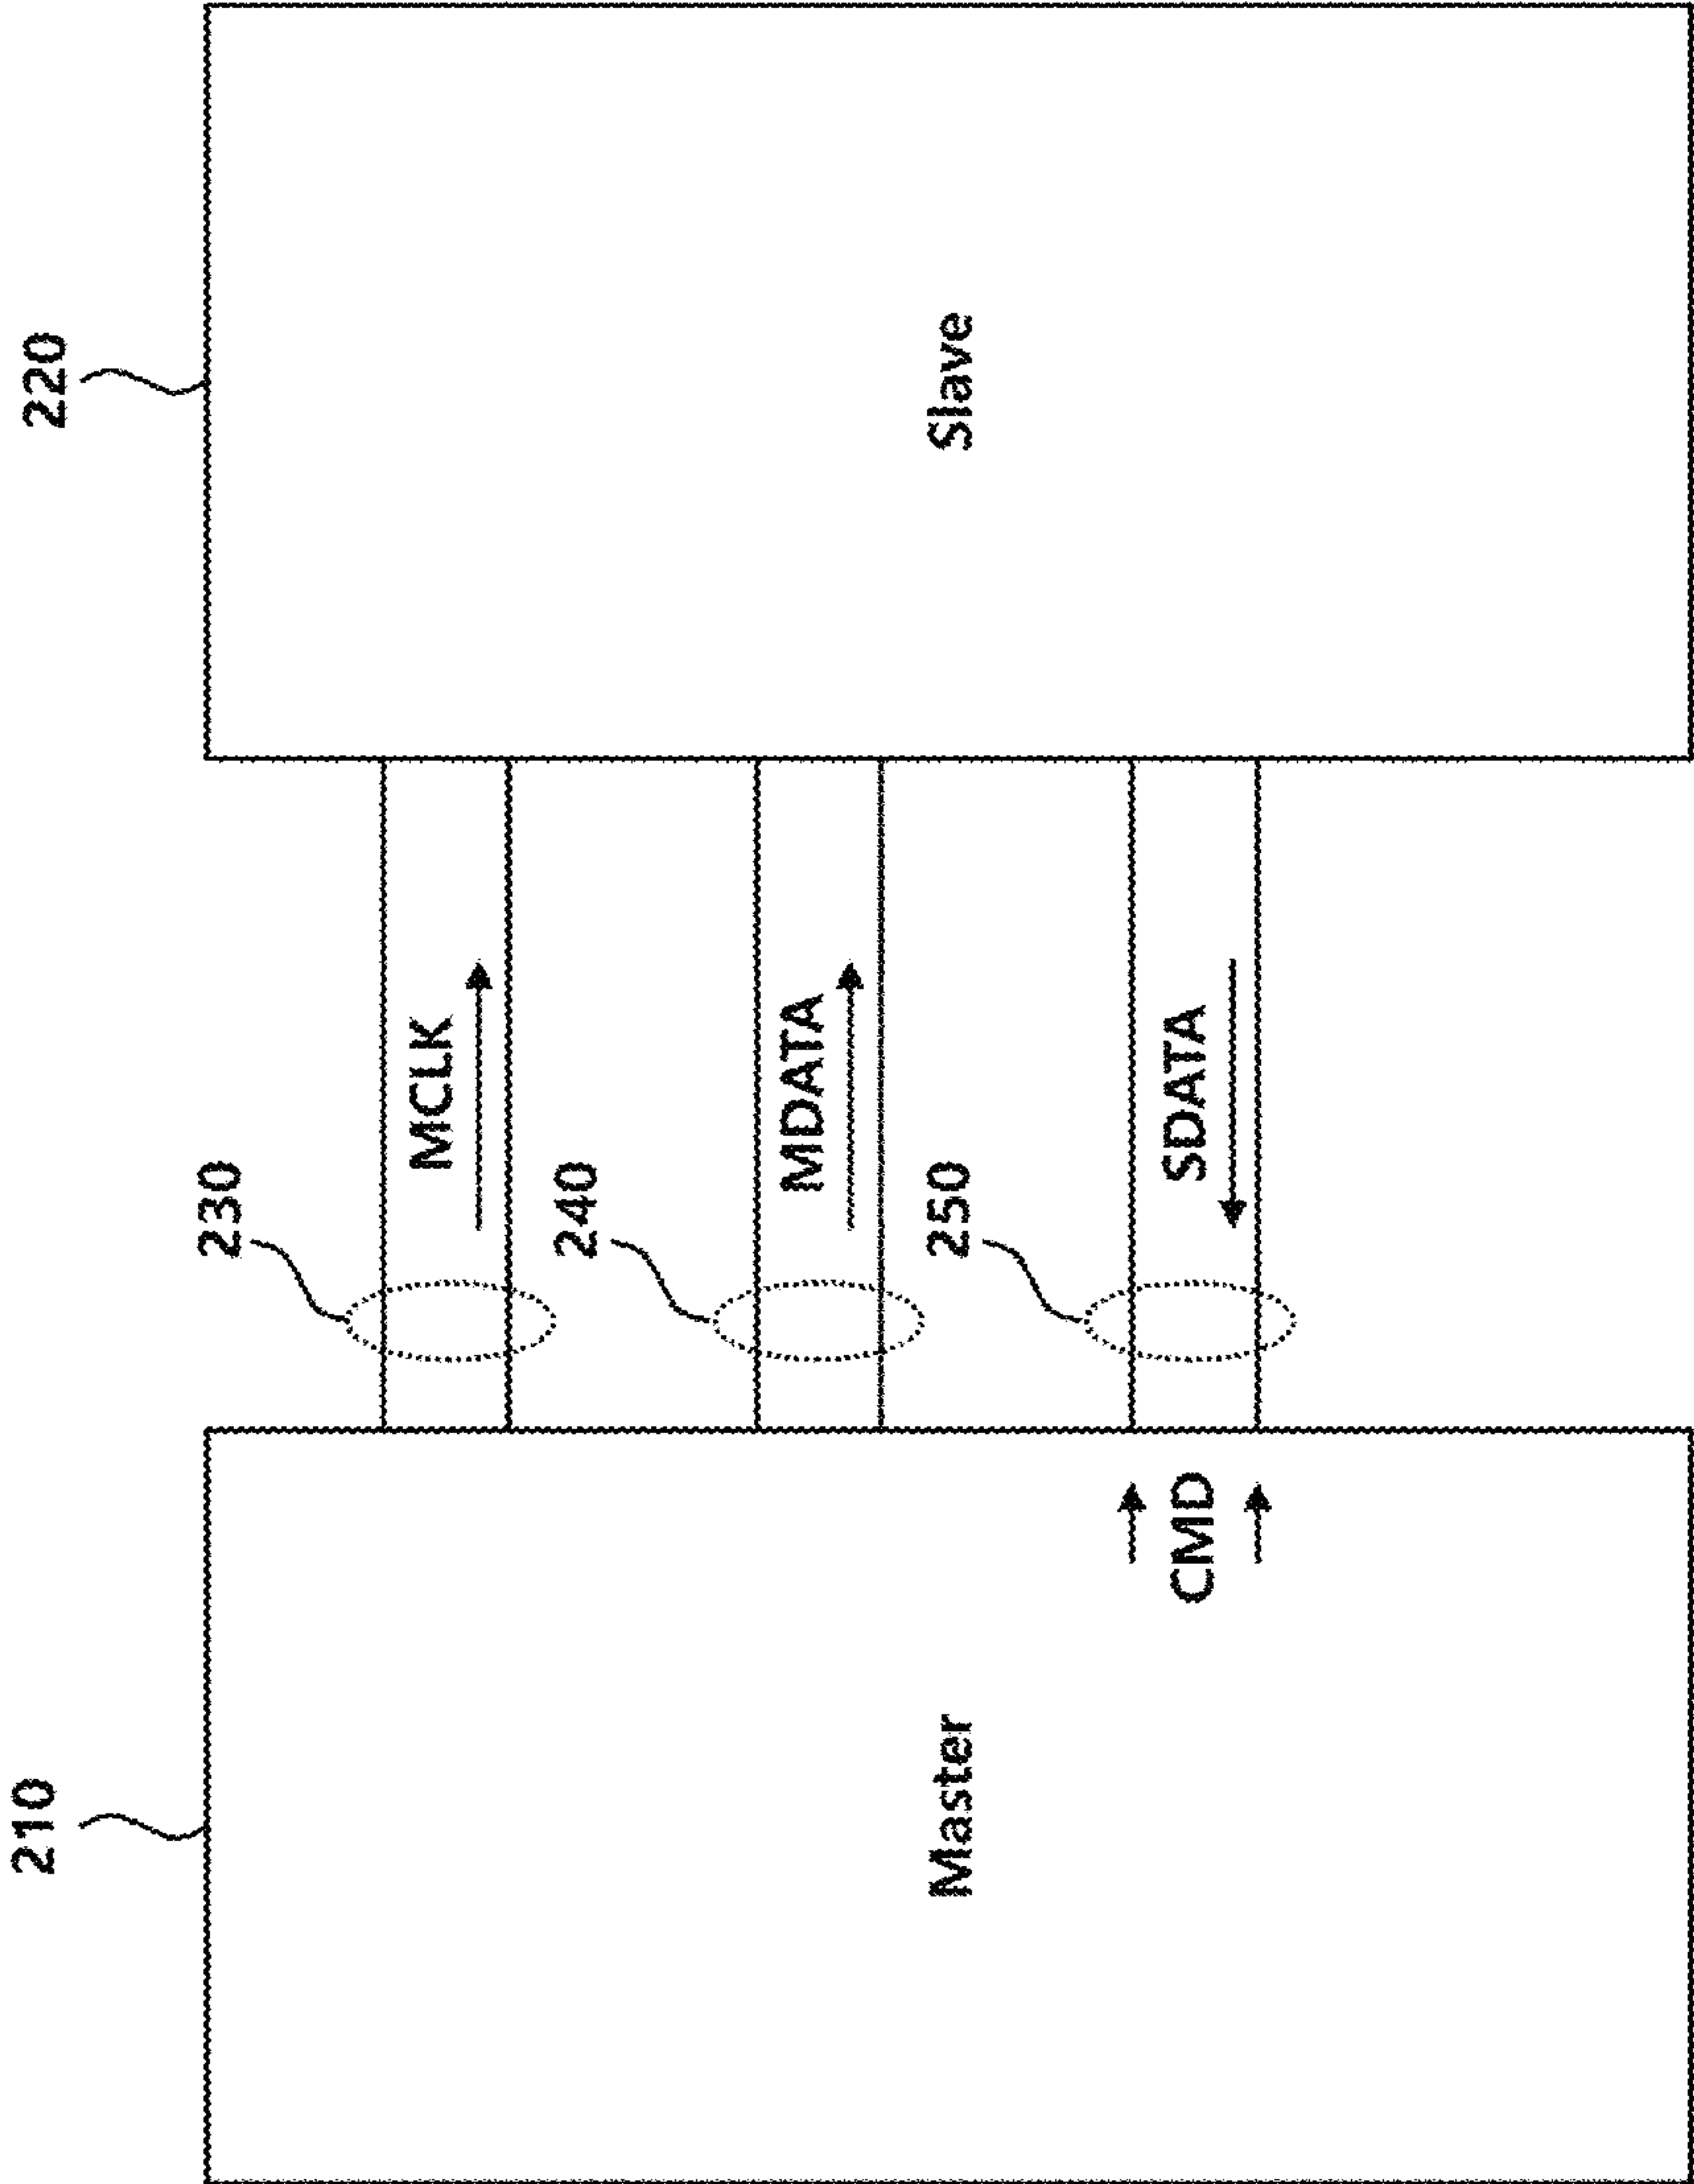 210
220
230
MCLK
240
MDATA
250
SDATA
CMD
Master
Slave